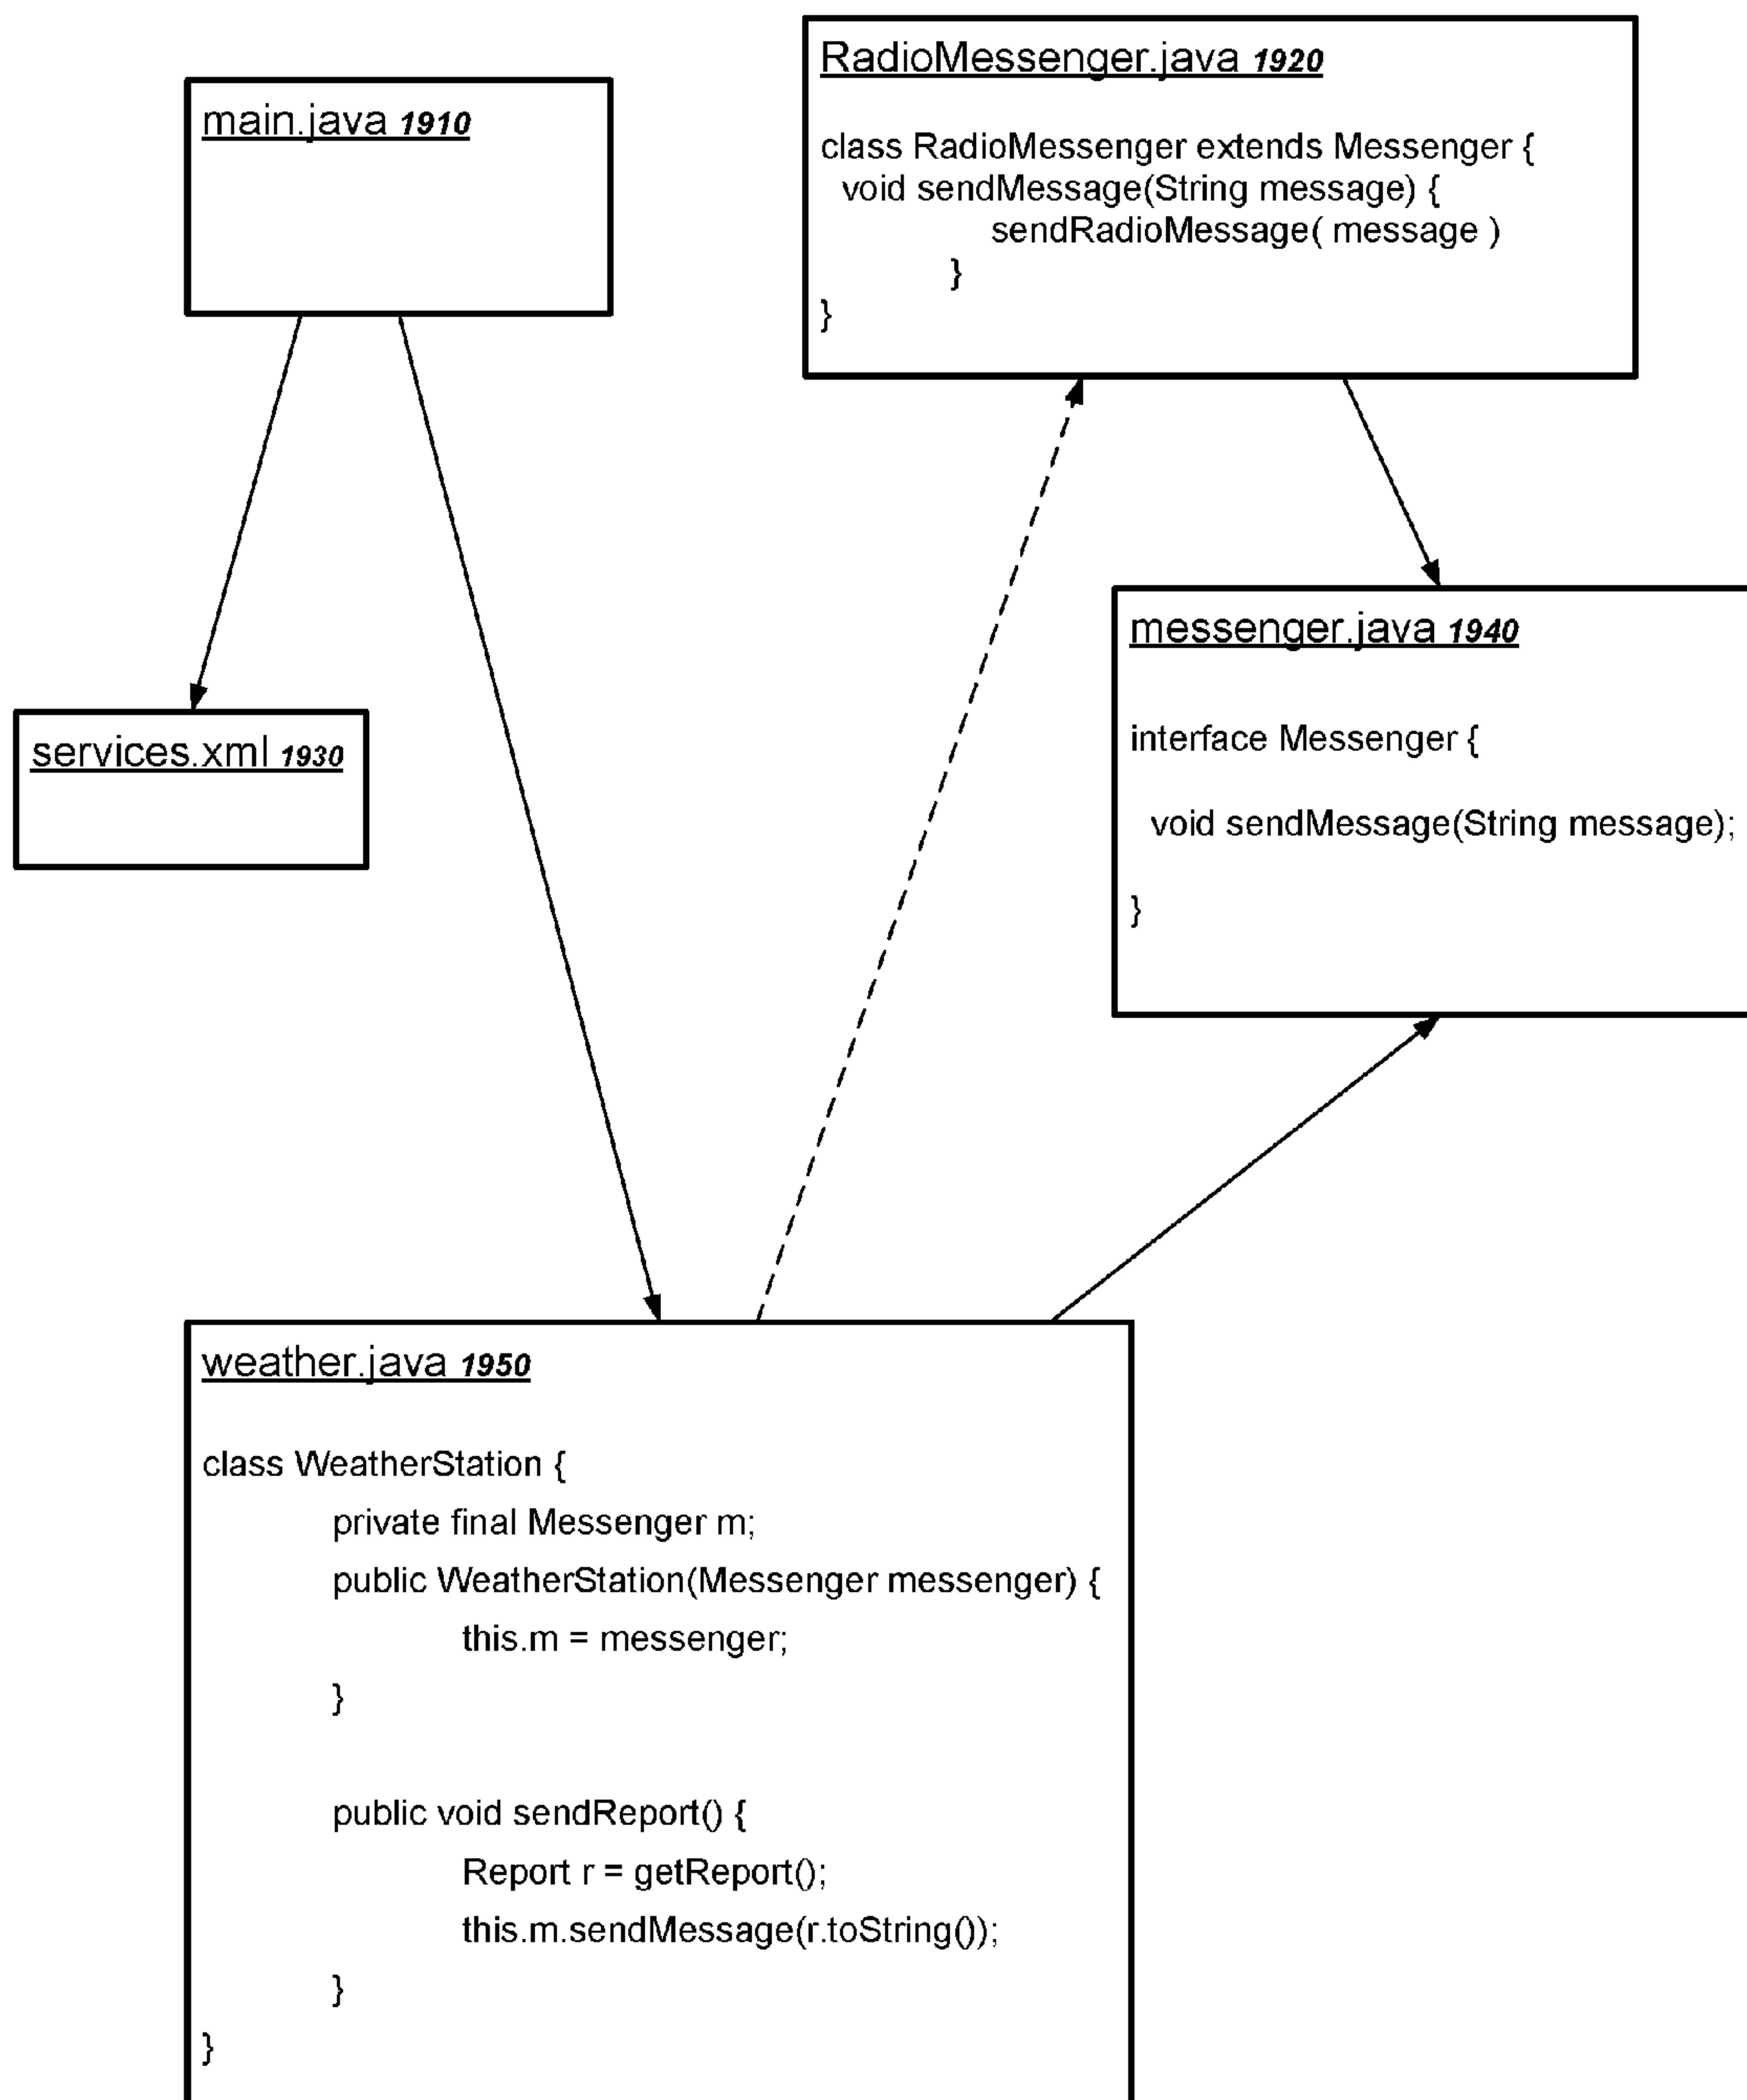 main.java 1910
RadioMessenger.java 1920
class RadioMessenger extends Messenger {
void sendMessage(String message) {
sendRadioMessage( message )
}
}
services.xml 1930
messenger.java 1940
interface Messenger {
void sendMessage(String message);
}
weather.java 1950
class WeatherStation {
private final Messenger m;
public WeatherStation(Messenger messenger) {
this.m = messenger;
}
public void sendReport() {
Report r = getReport();
this.m.sendMessage(r.toString());
}
}